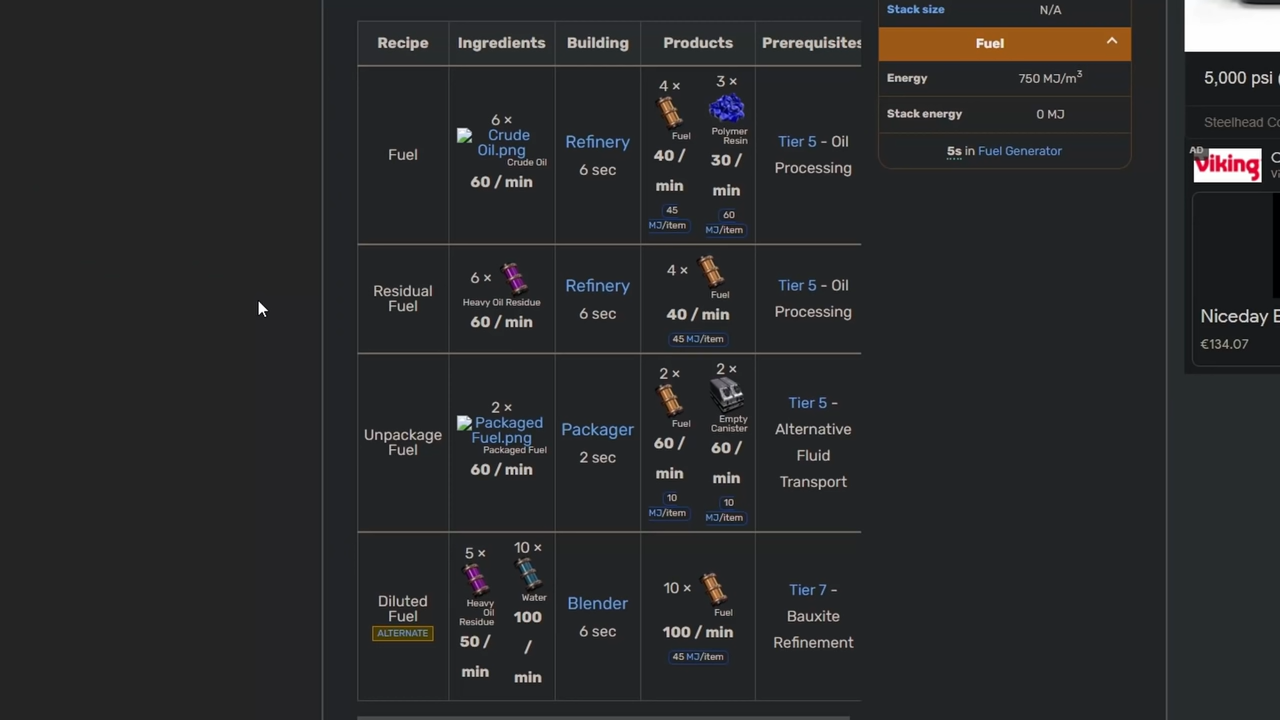 Recipe Ingredients Building Products Prerequisites
Fuel
6 ×
Crude
Oil.png
Crude Oil
60 / min
Refinery
6 sec
4 ×
Fuel
40 /
min
45
MJ/item
3 ×
Polymer
Resin
30 /
min
60
MJ/item
Tier 5 - Oil
Processing
Residual
Fuel
6 ×
Heavy Oil Residue
60 / min
Refinery
6 sec
4 ×
Fuel
40 / min
45 MJ/item
Tier 5 - Oil
Processing
Unpackage
Fuel
2 ×
Packaged
Fuel.png
Packaged Fuel
60 / min
Packager
2 sec
2 ×
Fuel
60 /
min
10
MJ/item
2 ×
Empty
Canister
60 /
min
10
MJ/item
Tier 5 -
Alternative
Fluid
Transport
Diluted
Fuel
ALTERNATE
5 ×
Heavy
Oil
Residue
50 /
min
10 ×
Water
100
/
min
Blender
6 sec
10 ×
Fuel
100 / min
45 MJ/item
Tier 7 -
Bauxite
Refinement
Stack size N/A
Fuel
Energy 750 MJ/m³
Stack energy 0 MJ
5s in Fuel Generator
5,000 psi (
Steelhead Co
AD
viking
Niceday E
€134.07